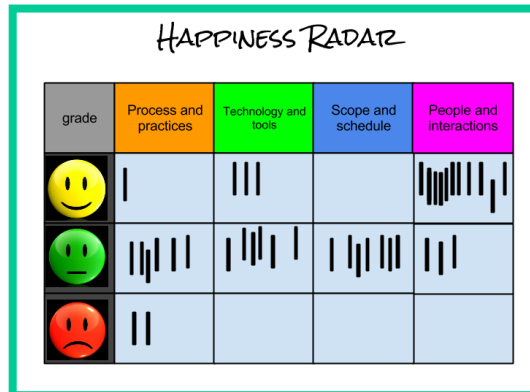 HAPPINESS RADAR
grade
Process and
practices
Technology and
tools
Scope and
schedule
People and
interactions